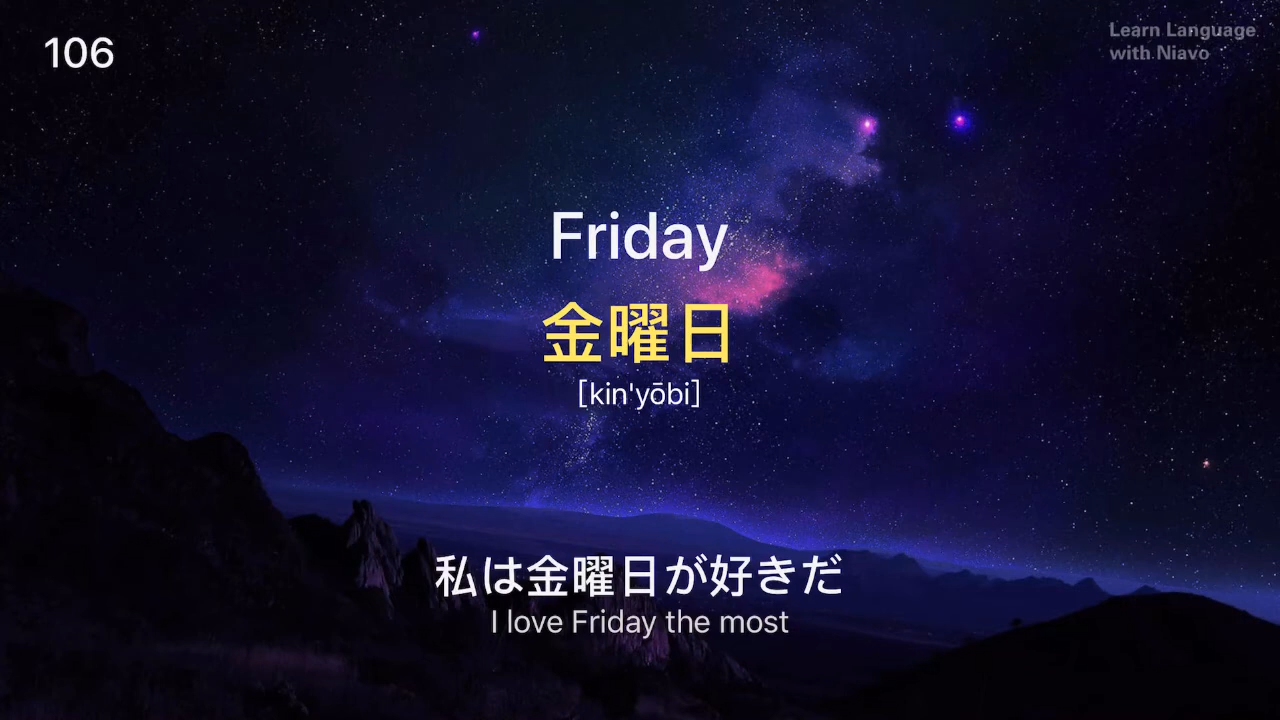 106
Learn Language
with Niavo
Friday
金曜日
[kin'yōbi]
私は金曜日が好きだ
I love Friday the most